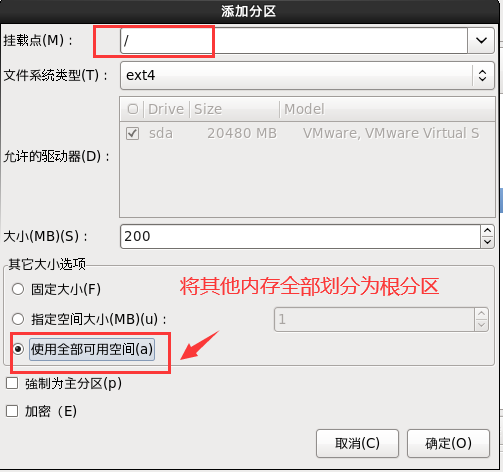 添加分区
挂载点(M)：
/
文件系统类型(T)：
ext4
Drive Size Model
sda 20480 MB VMware, VMware Virtual S
允许的驱动器(D)：
大小(MB)(S)：
200
其它大小选项
固定大小(F)
将其他内存全部划分为根分区
指定空间大小(MB)(u)：
1
使用全部可用空间(a)
強制为主分区(p)
加密（E)
取消(C)
确定(O)